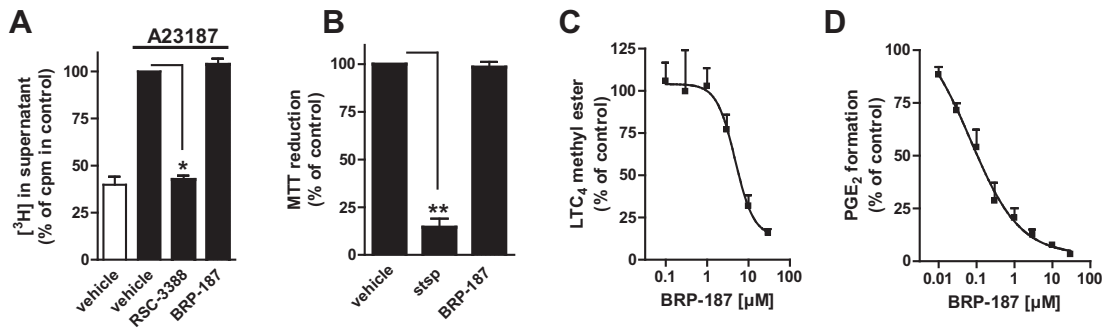 A
A23187
[³H] in supernatant
(% of cpm in control)
100
50
0
*
vehicle
vehicle
RSC-3388
BRP-187
B
MTT reduction
(% of control)
100
75
50
25
0
**
vehicle
stsp
BRP-187
C
LTC₄ methyl ester
(% of control)
125
100
75
50
25
0
0.1
1
10
100
BRP-187 [µM]
D
PGE₂ formation
(% of control)
100
75
50
25
0
0.01
0.1
1
10
100
BRP-187 [µM]